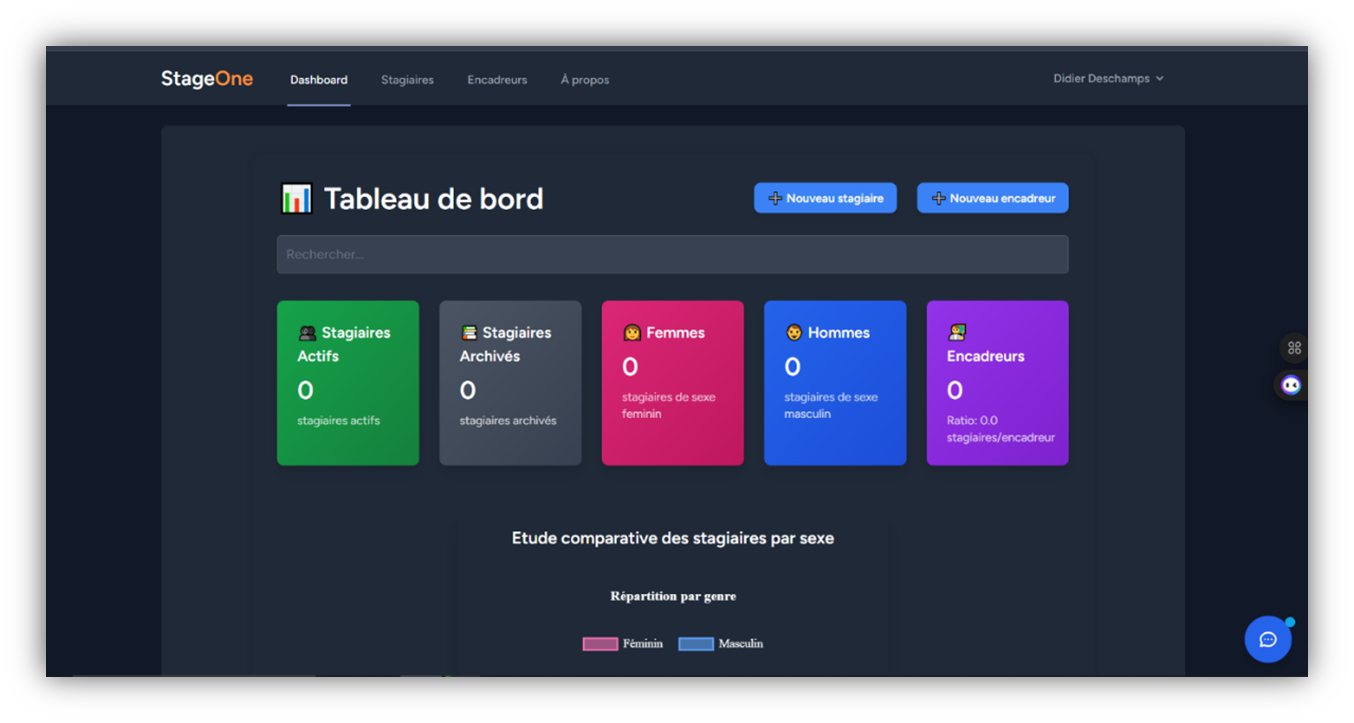 StageOne Dashboard Stagiaires Encadreurs À propos Didier Deschamps
Tableau de bord
Nouveau stagiaire
Nouveau encadreur
Rechercher...
Stagiaires
Actifs
0
stagiaires actifs
Stagiaires
Archivés
0
stagiaires archivés
Femmes
0
stagiaires de sexe
feminin
Hommes
0
stagiaires de sexe
masculin
Encadreurs
0
Ratio: 0.0
stagiaires/encadreur
Etude comparative des stagiaires par sexe
Répartition par genre
Féminin Masculin